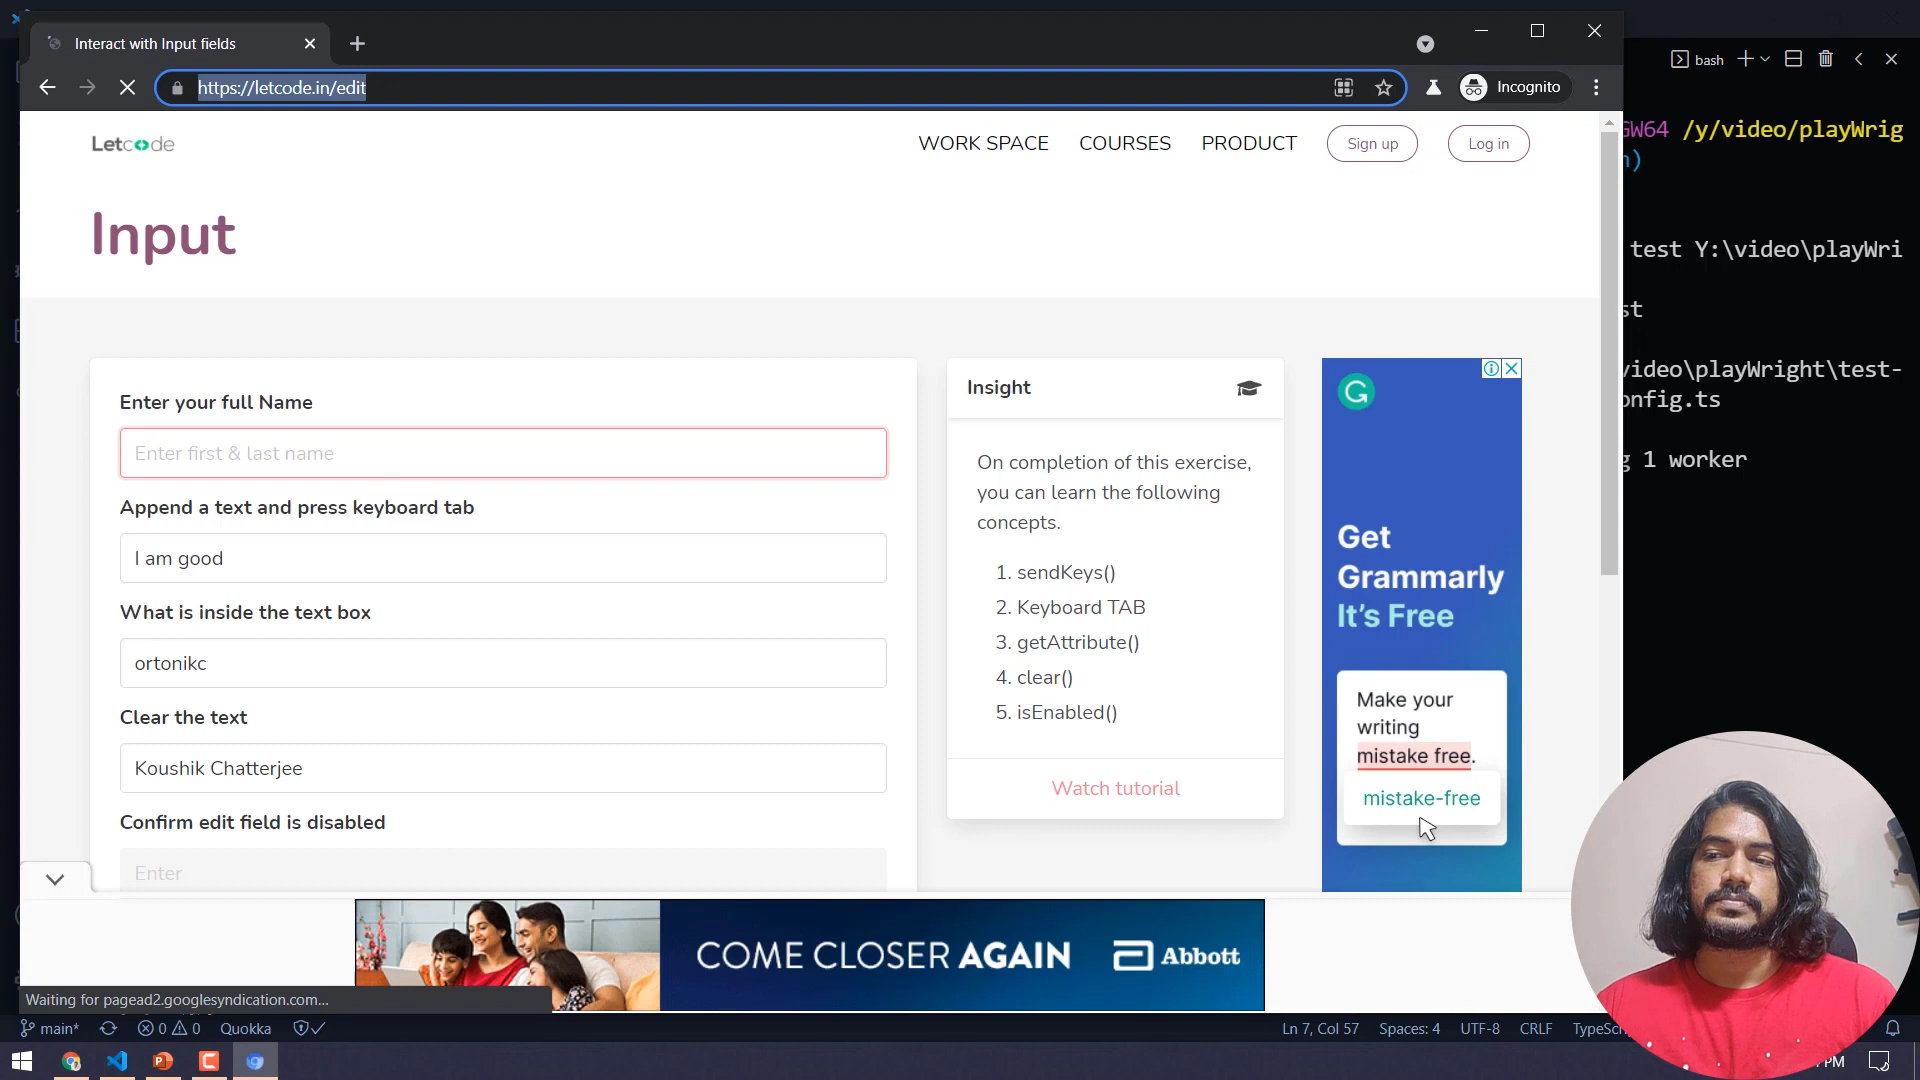 Interact with Input fields
bash
https://letcode.in/edit
Incognito
Letcode
WORK SPACE
COURSES
PRODUCT
Sign up
Log in
GW64 /y/video/playWrig
Input
test Y:\video\playWri
Enter your full Name
Enter first & last name
Append a text and press keyboard tab
I am good
What is inside the text box
ortonikc
Clear the text
Koushik Chatterjee
Confirm edit field is disabled
Enter
Insight
On completion of this exercise,
you can learn the following
concepts.
1. sendKeys()
2. Keyboard TAB
3. getAttribute()
4. clear()
5. isEnabled()
Watch tutorial
G
Get
Grammarly
It's Free
Make your
writing
mistake free.
mistake-free
video\playWright\test-
onfig.ts
g 1 worker
COME CLOSER AGAIN
Abbott
Waiting for pagead2.googlesyndication.com...
main*
0
0
Quokka
Ln 7, Col 57
Spaces: 4
UTF-8
CRLF
TypeScri
PM